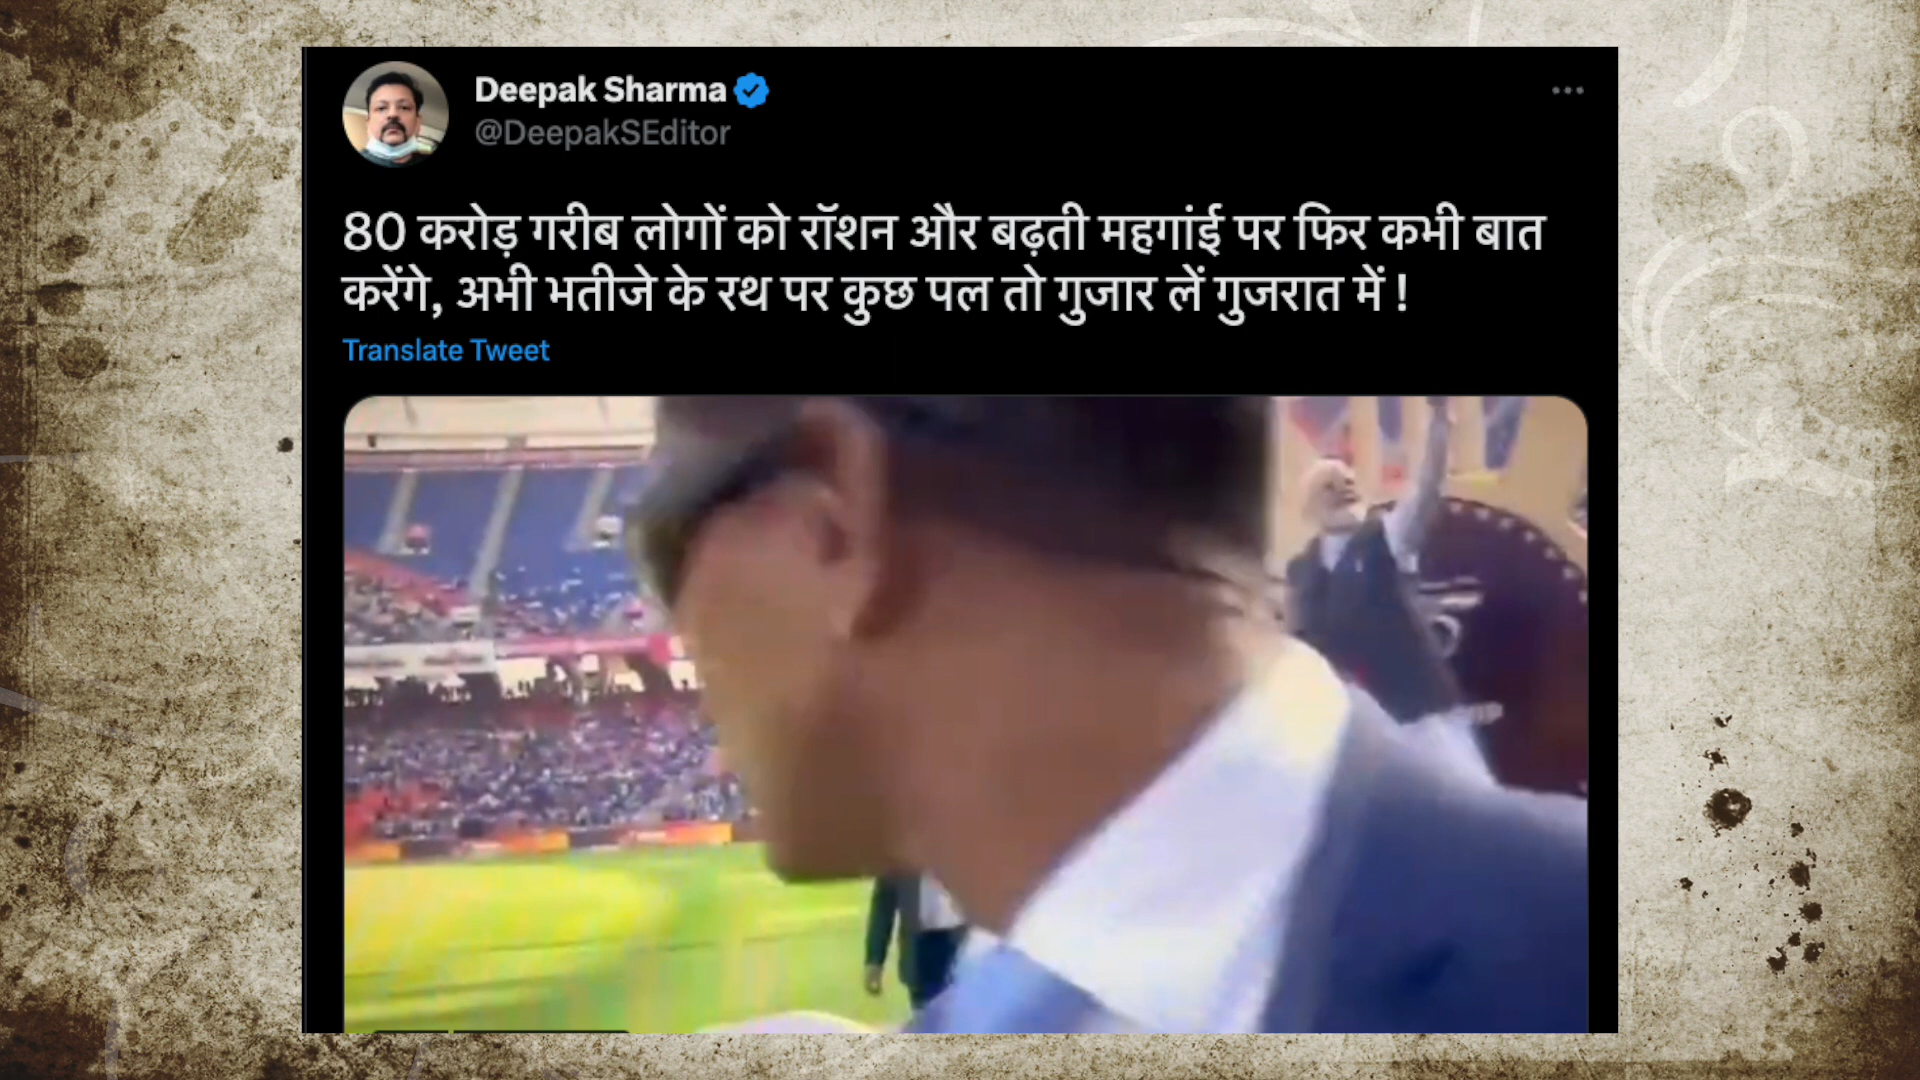 Deepak Sharma
@DeepakSEditor
80 करोड़ गरीब लोगों को रॉशन और बढ़ती महगांई पर फिर कभी बात
करेंगे, अभी भतीजे के रथ पर कुछ पल तो गुजार लें गुजरात में !
Translate Tweet